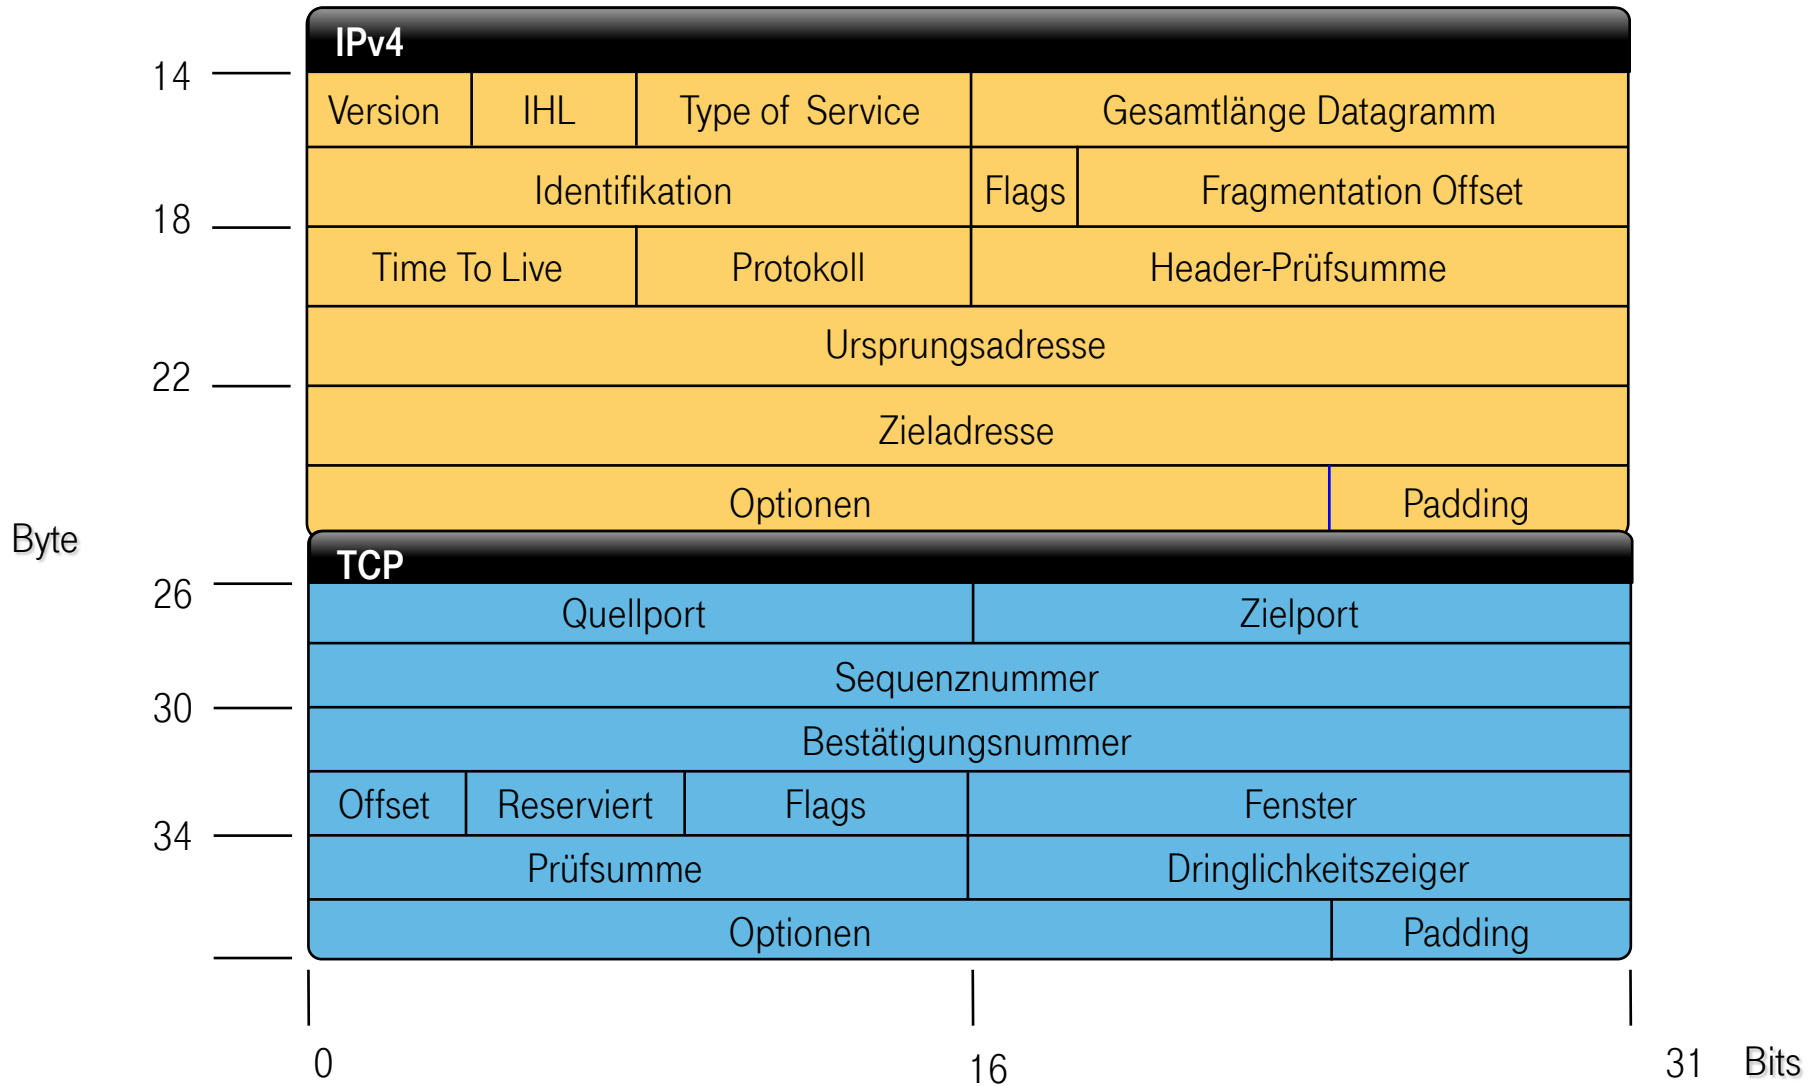 IPv4
14
Version IHL Type of Service Gesamtlänge Datagramm
Identifikation Flags Fragmentation Offset
18
Time To Live Protokoll Header-Prüfsumme
Ursprungsadresse
22
Zieladresse
Optionen Padding
Byte
TCP
26
Quellport Zielport
Sequenznummer
30
Bestätigungsnummer
Offset Reserviert Flags Fenster
34
Prüfsumme Dringlichkeitszeiger
Optionen Padding
0 16 31 Bits